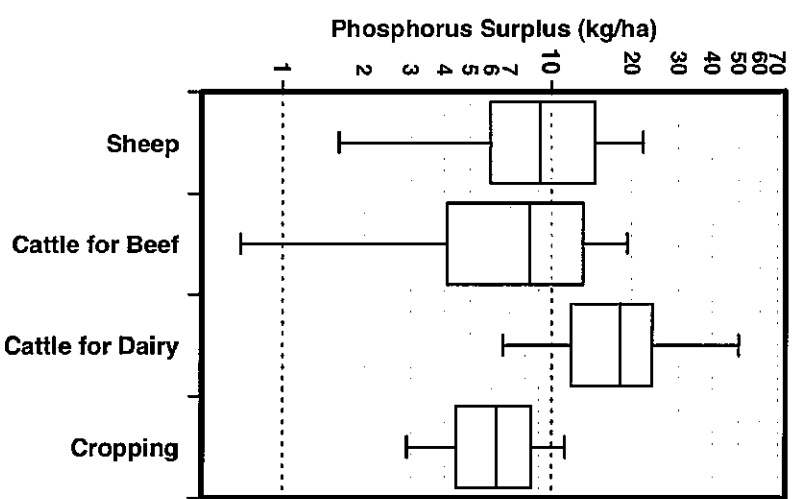 Phosphorus Surplus (kg/ha)
1 2 3 4 5 6 7 10 20 30 40 50 60 70
Sheep
Cattle for Beef
Cattle for Dairy
Cropping